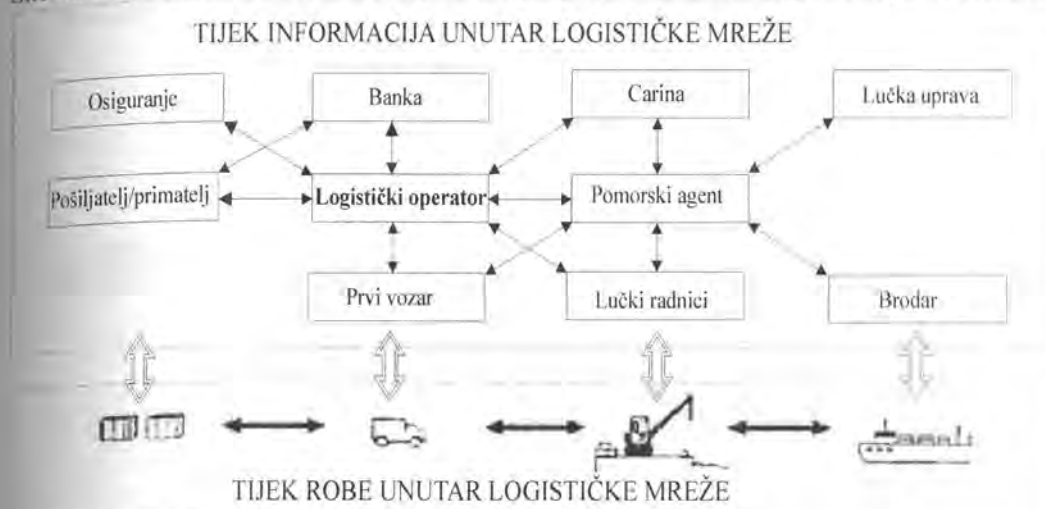 TIJEK INFORMACIJA UNUTAR LOGISTIČKE MREŽE
Osiguranje
Banka
Carina
Lučka uprava
Pošiljatelj/primatelj
Logistički operator
Pomorski agent
Prvi vozar
Lučki radnici
Brodar
TIJEK ROBE UNUTAR LOGISTIČKE MREŽE